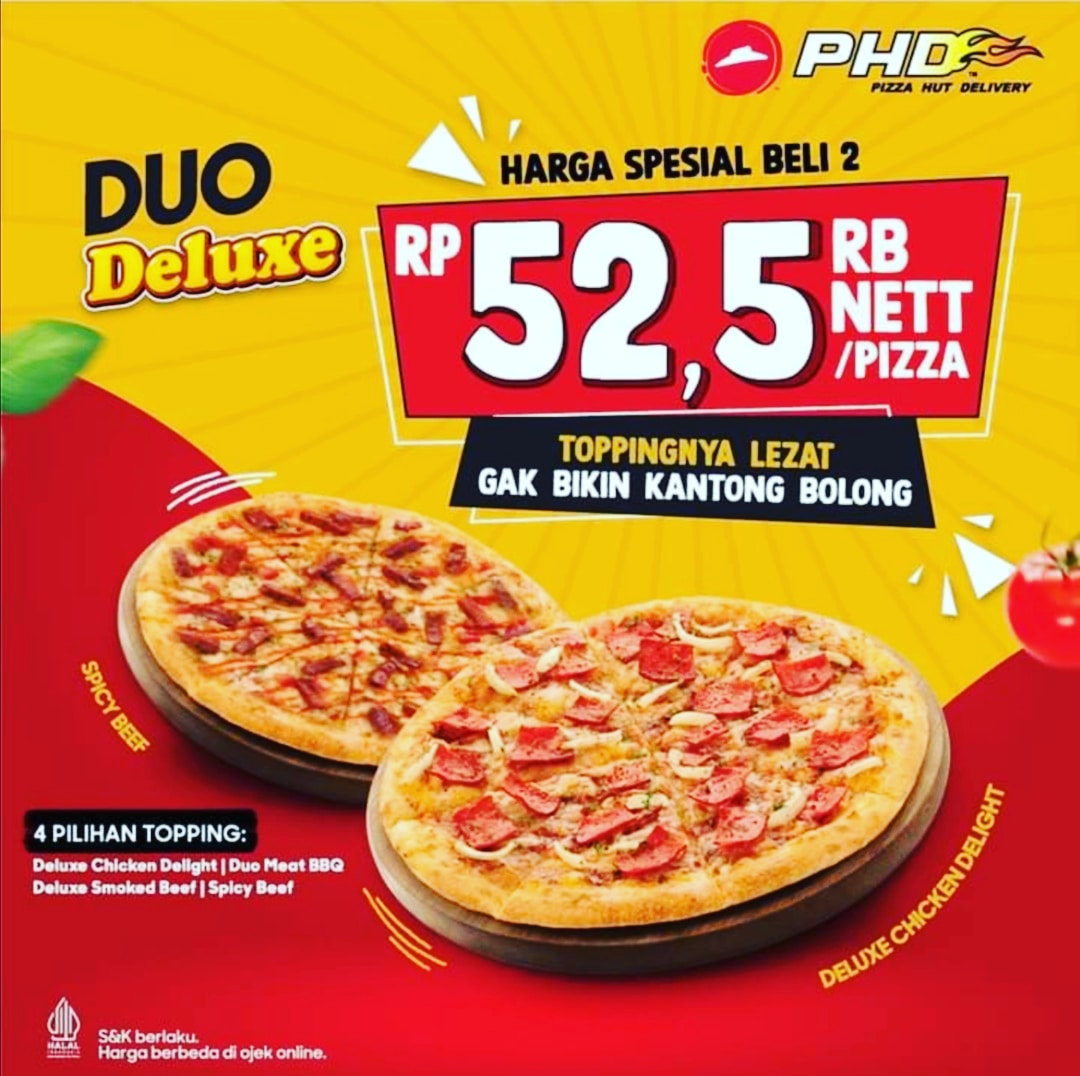 PHD
PIZZA HUT DELIVERY
DUO
Deluxe
HARGA SPESIAL BELI 2
RP 52,5 RB
NETT
/PIZZA
TOPPINGNYA LEZAT
GAK BIKIN KANTONG BOLONG
SPICY BEEF
DELUXE CHICKEN DELIGHT
4 PILIHAN TOPPING:
Deluxe Chicken Delight | Duo Meat BBQ
Deluxe Smoked Beef | Spicy Beef
HALAL
INDONESIA
S&K berlaku.
Harga berbeda di ojek online.